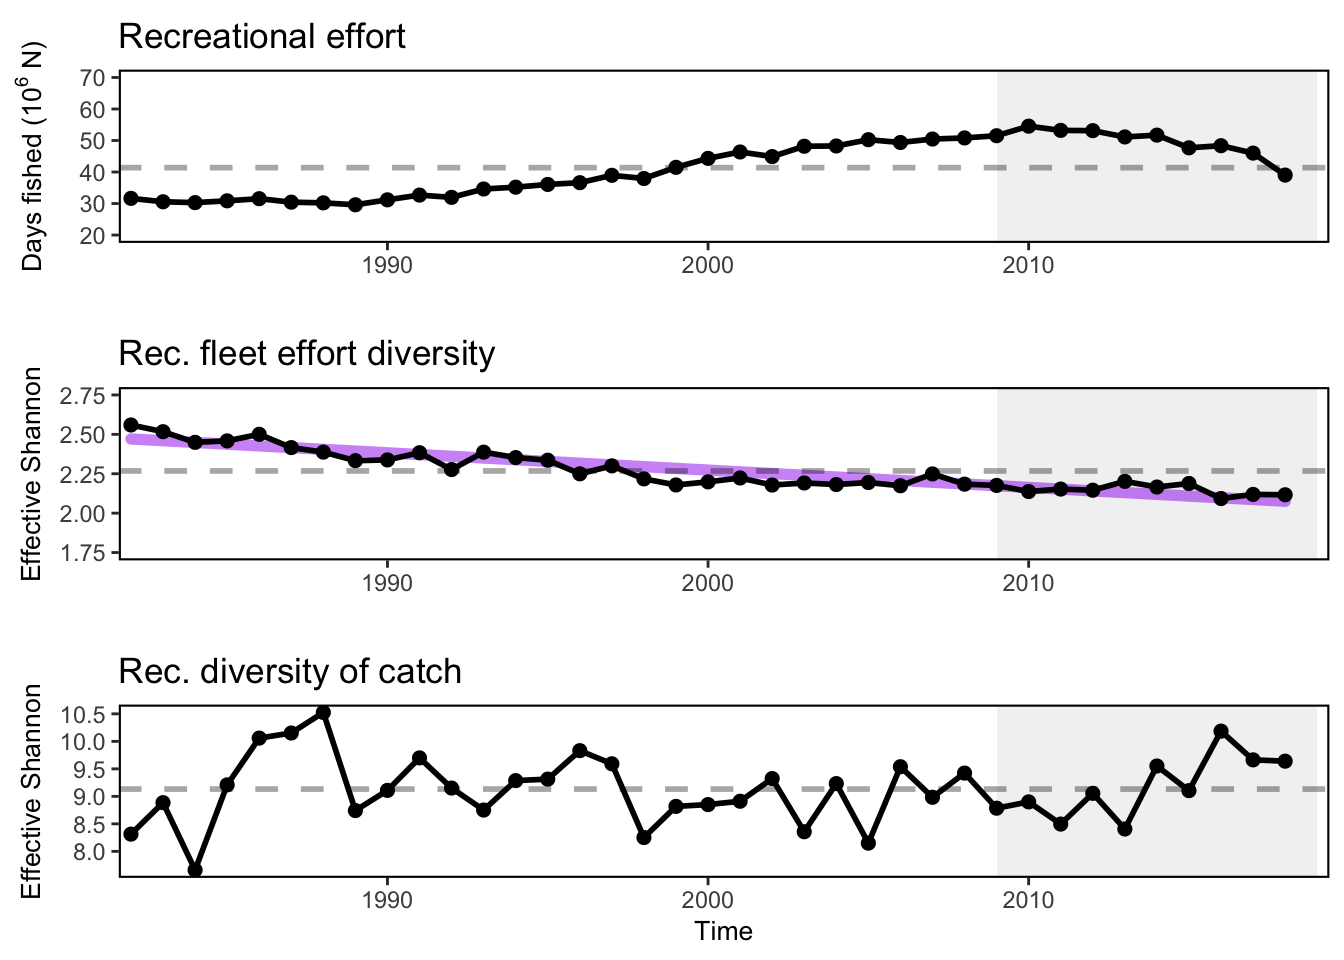 Recreational effort
Days fished (10⁶ N)
70
60
50
40
30
20
1990 2000 2010
Rec. fleet effort diversity
Effective Shannon
2.75
2.50
2.25
2.00
1.75
1990 2000 2010
Rec. diversity of catch
Effective Shannon
10.5
10.0
9.5
9.0
8.5
8.0
1990 2000 2010
Time